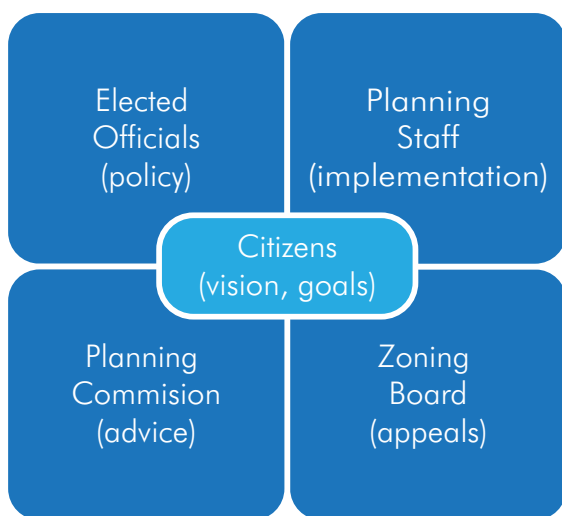 Elected
Officials
(policy)
Planning
Staff
(implementation)
Citizens
(vision, goals)
Planning
Commision
(advice)
Zoning
Board
(appeals)